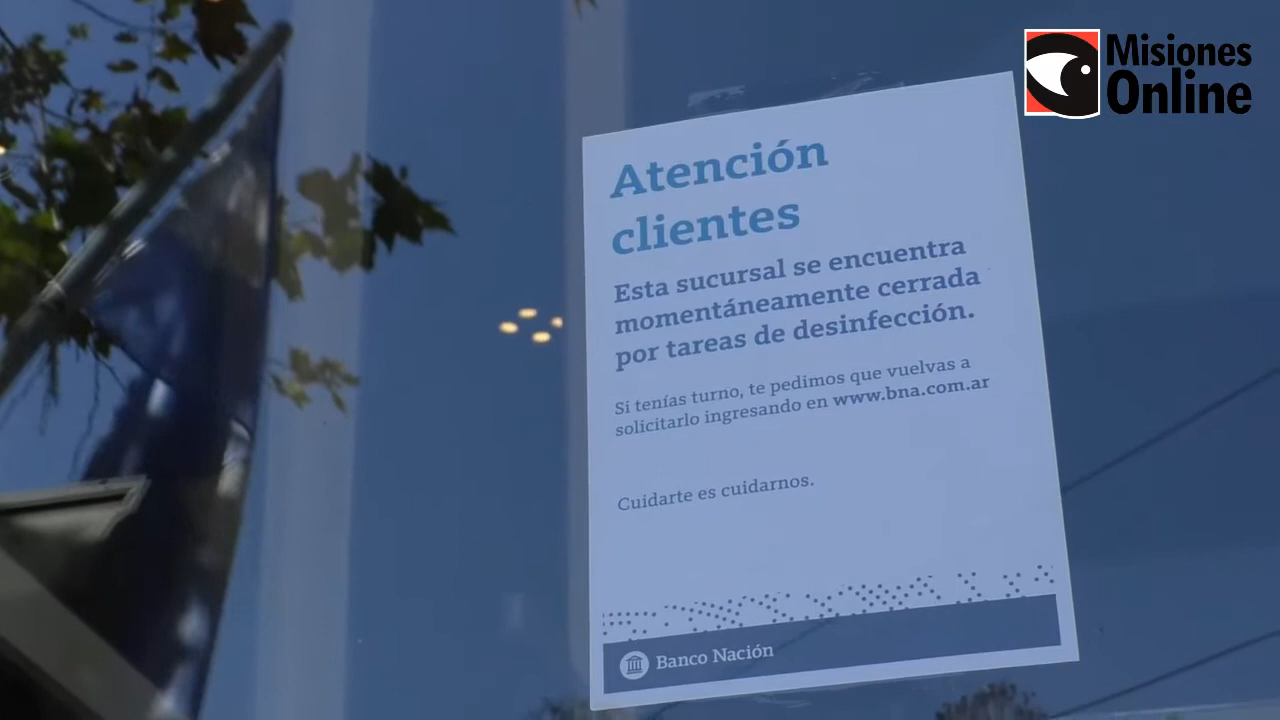 Misiones
Online
Atención
clientes
Esta sucursal se encuentra
momentáneamente cerrada
por tareas de desinfección.
Si tenías turno, te pedimos que vuelvas a
solicitarlo ingresando en www.bna.com.ar
Cuidarte es cuidarnos.
Banco Nación